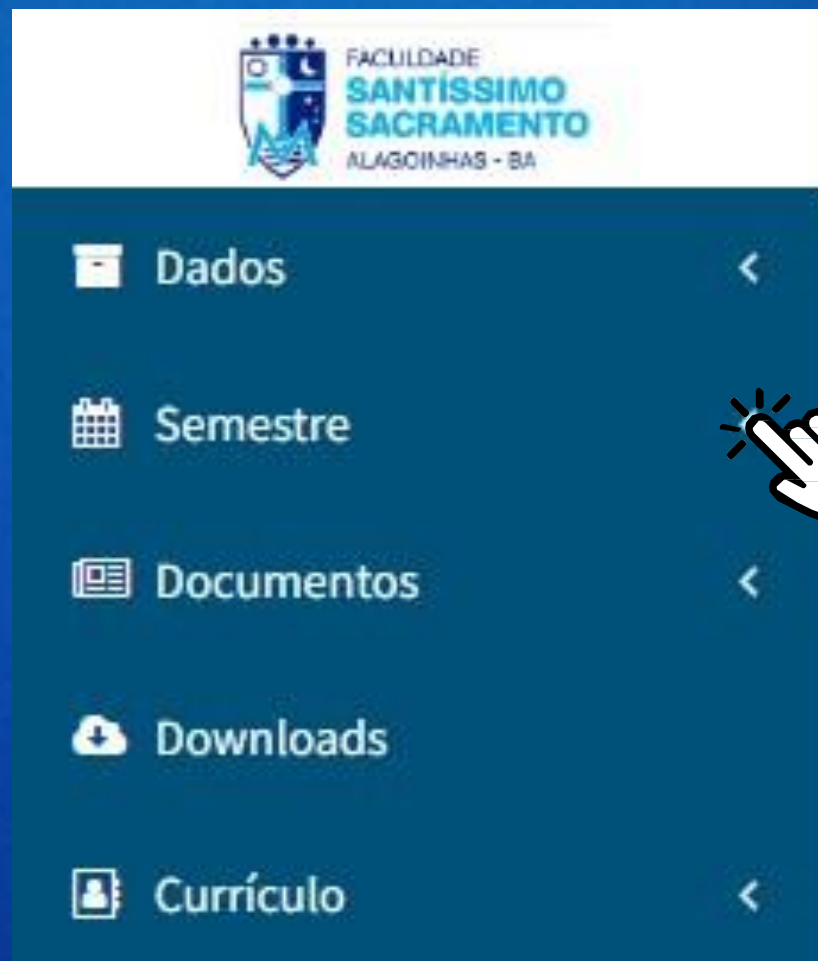 FACULDADE
SANTÍSSIMO
SACRAMENTO
ALAGOINHAS - BA
Dados
Semestre
Documentos
Downloads
Currículo